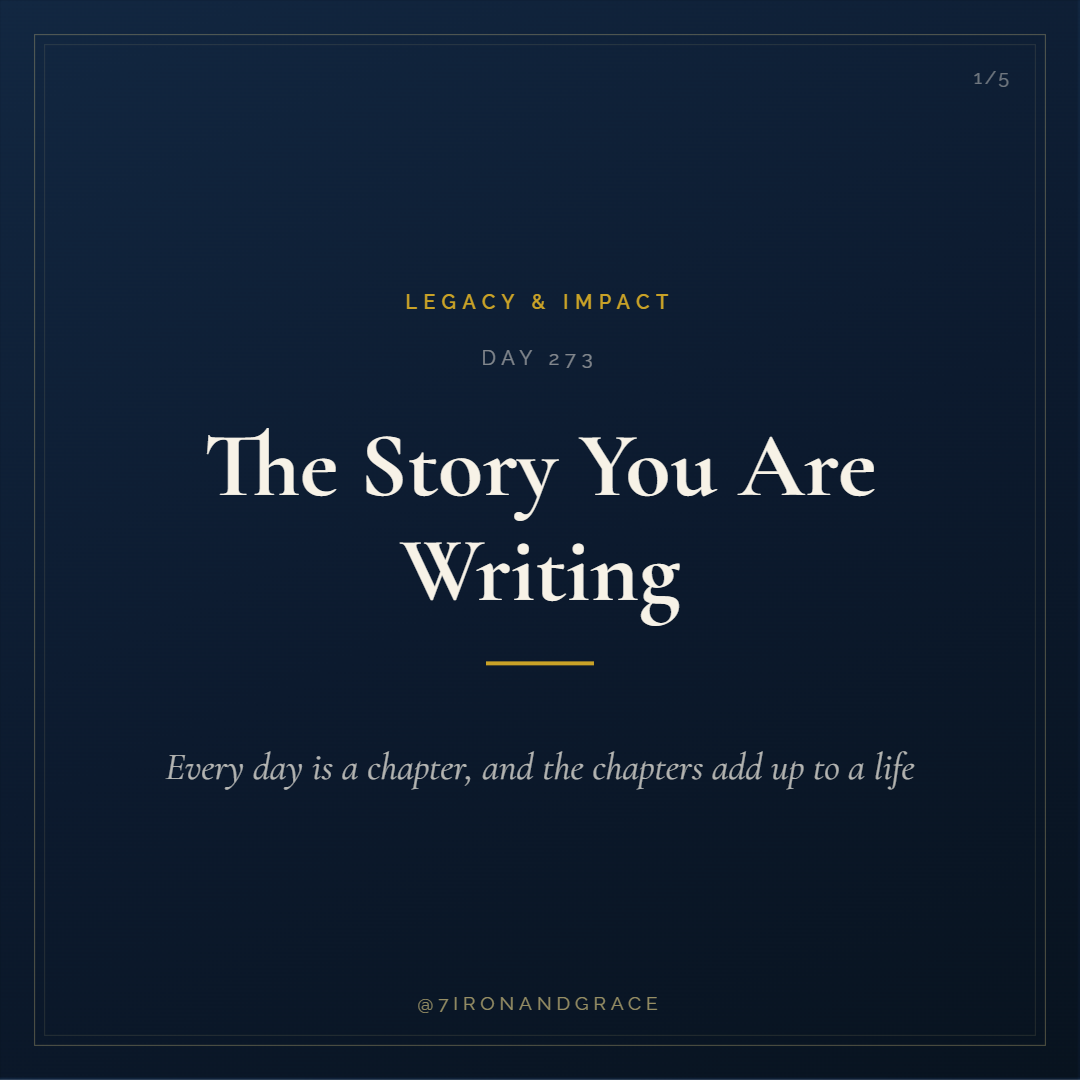 1/5
LEGACY & IMPACT
DAY 273
The Story You Are
Writing
Every day is a chapter, and the chapters add up to a life
@7IRONANDGRACE